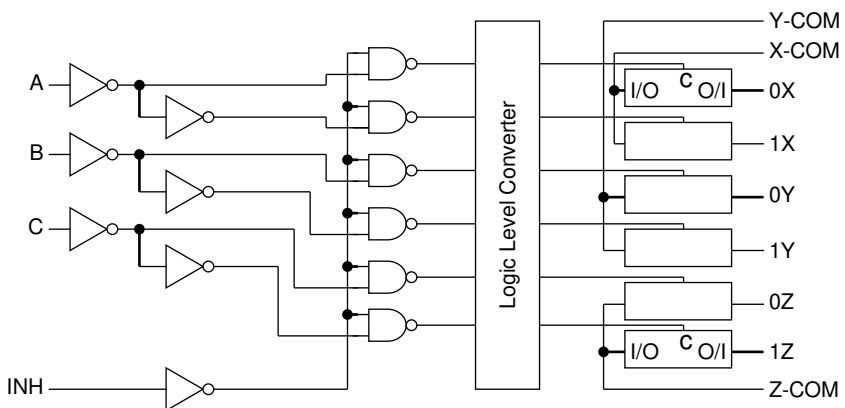 Y-COM
X-COM
A
I/O C O/I
0X
1X
B
0Y
C
1Y
Logic Level Converter
0Z
I/O C O/I
1Z
INH
Z-COM